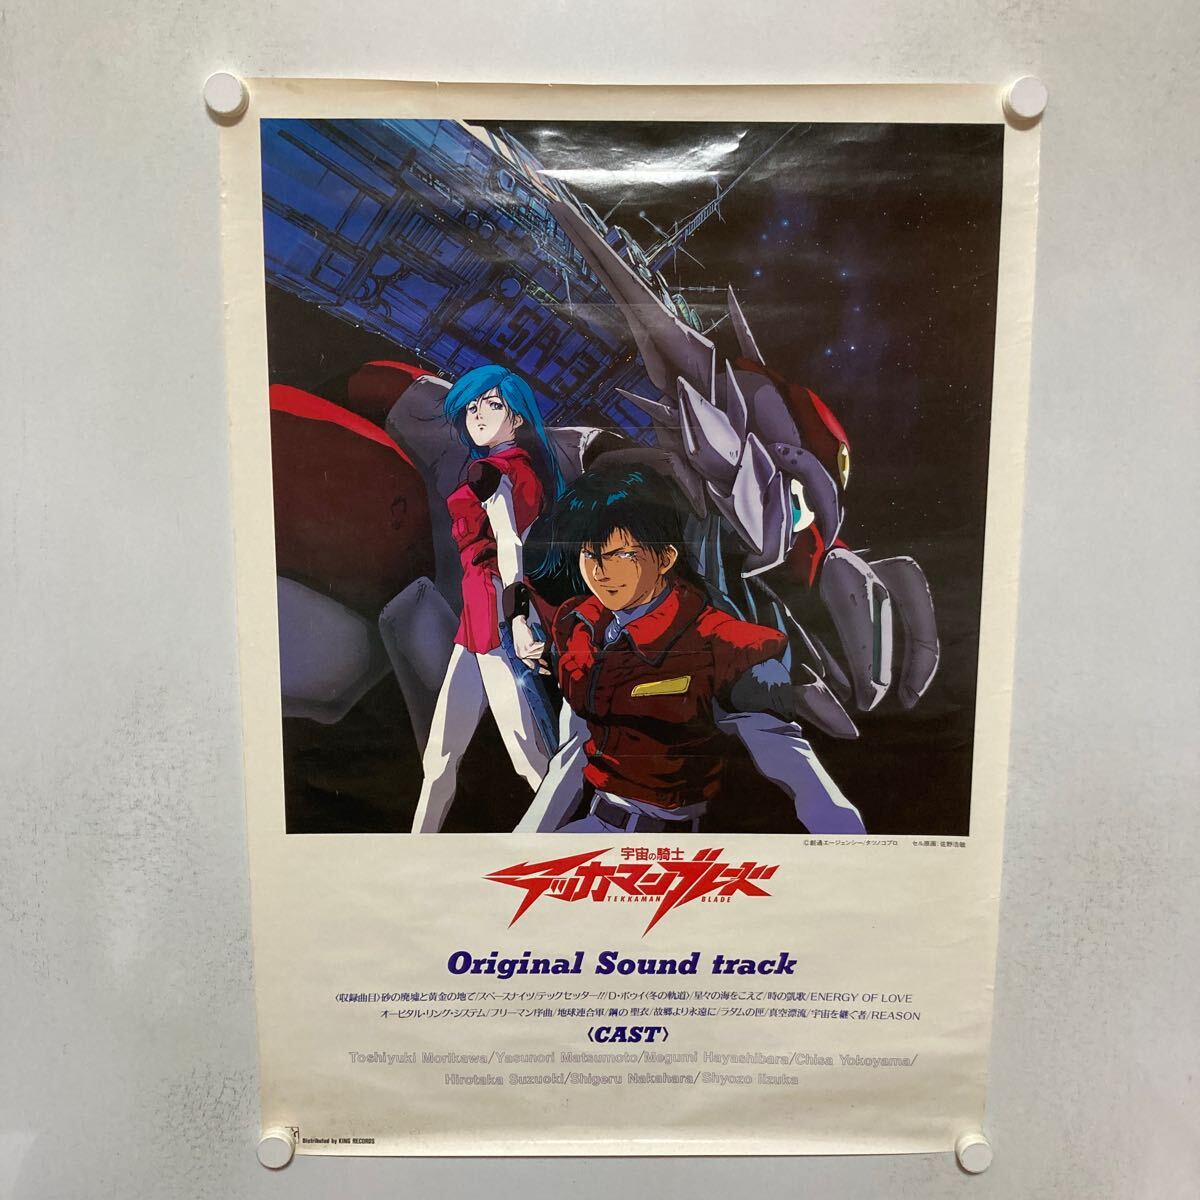 ©創通エージェンシー/タツノコプロ セル原画:佐野浩敏
宇宙の騎士
テッカマンブレード
TEKKAMAN BLADE
Original Sound track
〈収録曲目〉砂の廃墟と黄金の地で/スペースナイツ/テックセッター!!/D・ボウイ〈冬の軌道〉/星々の海をこえて/時の凱歌/ENERGY OF LOVE
オービタル・リング・システム/フリーマン序曲/地球連合軍/鋼の聖衣/故郷より永遠に/ラダムの匣/真空漂流/宇宙を継ぐ者/REASON
〈CAST〉
Toshiyuki Morikawa/Yasunori Matsumoto/Megumi Hayashibara/Chisa Yokoyama/
Hirotaka Suzuoki/Shigeru Nakahara/Shyozo Iizuka
Distributed by KING RECORDS